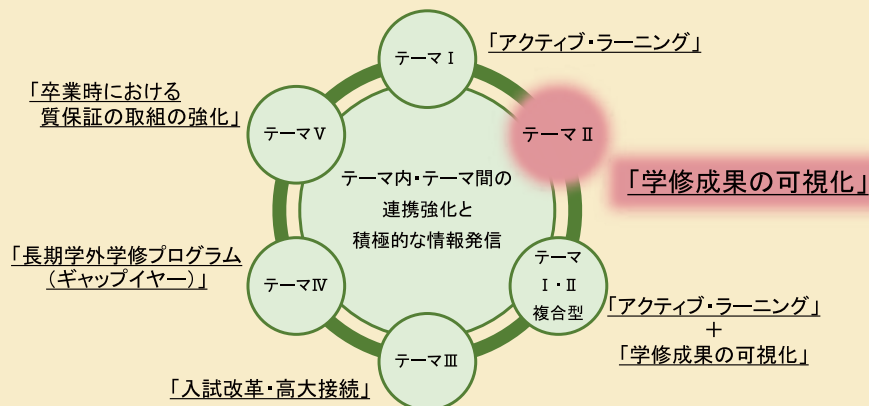 テーマⅠ
「アクティブ・ラーニング」
テーマⅡ
「学修成果の可視化」
テーマ
Ⅰ・Ⅱ
複合型
「アクティブ・ラーニング」
+
「学修成果の可視化」
テーマⅢ
「入試改革・高大接続」
テーマⅣ
「長期学外学修プログラム
(ギャップイヤー)」
テーマⅤ
「卒業時における
質保証の取組の強化」
テーマ内・テーマ間の
連携強化と
積極的な情報発信